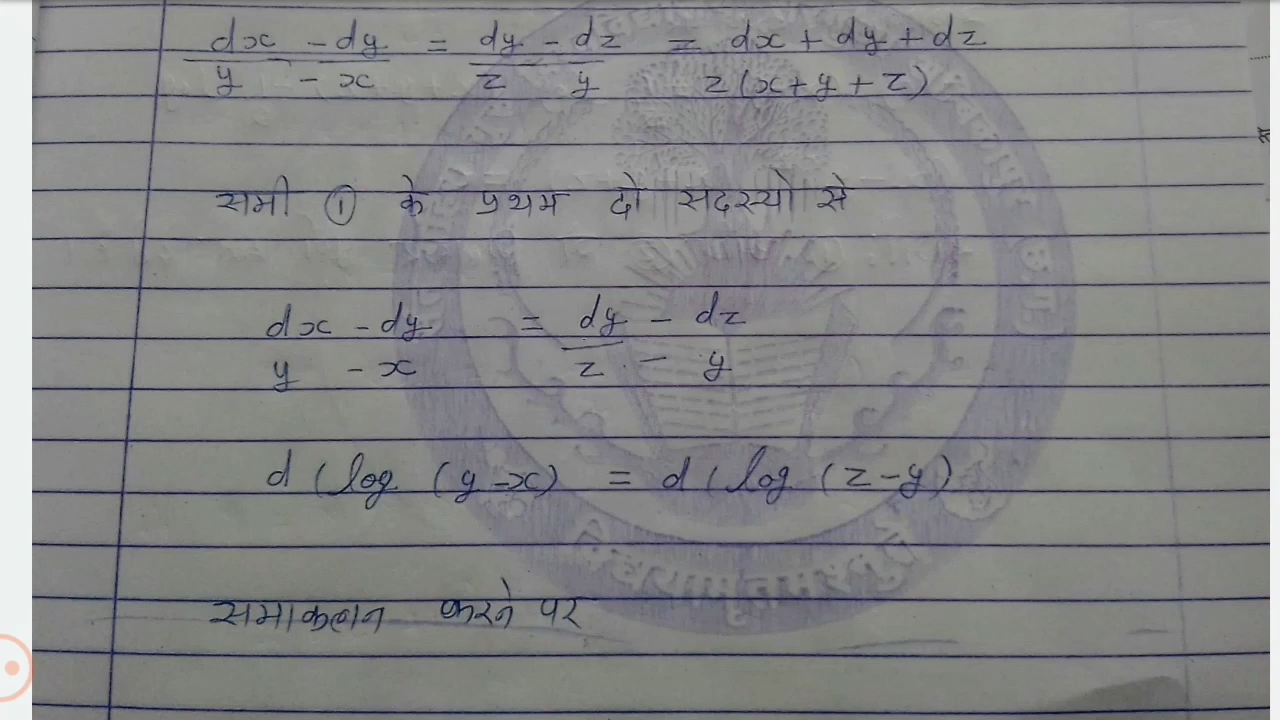 dx - dy = dy - dz = dx + dy + dz
y - x z y z (x + y + z)
समी ① के प्रथम दो सदस्यो से
dx - dy = dy - dz
y - x z - y
d ( log (y - x) = d ( log (z - y)
समाकलन करने पर